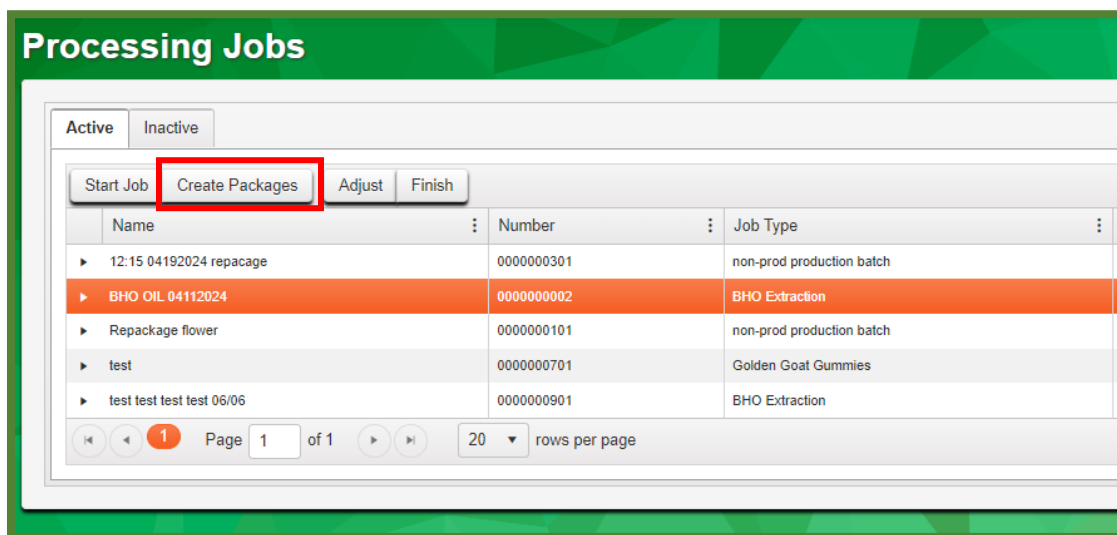 Processing Jobs
Active Inactive
Start Job Create Packages Adjust Finish
Name Number Job Type
12:15 04192024 repacage 0000000301 non-prod production batch
BHO OIL 04112024 0000000002 BHO Extraction
Repackage flower 0000000101 non-prod production batch
test 0000000701 Golden Goat Gummies
test test test test 06/06 0000000901 BHO Extraction
1 Page 1 of 1 20 rows per page